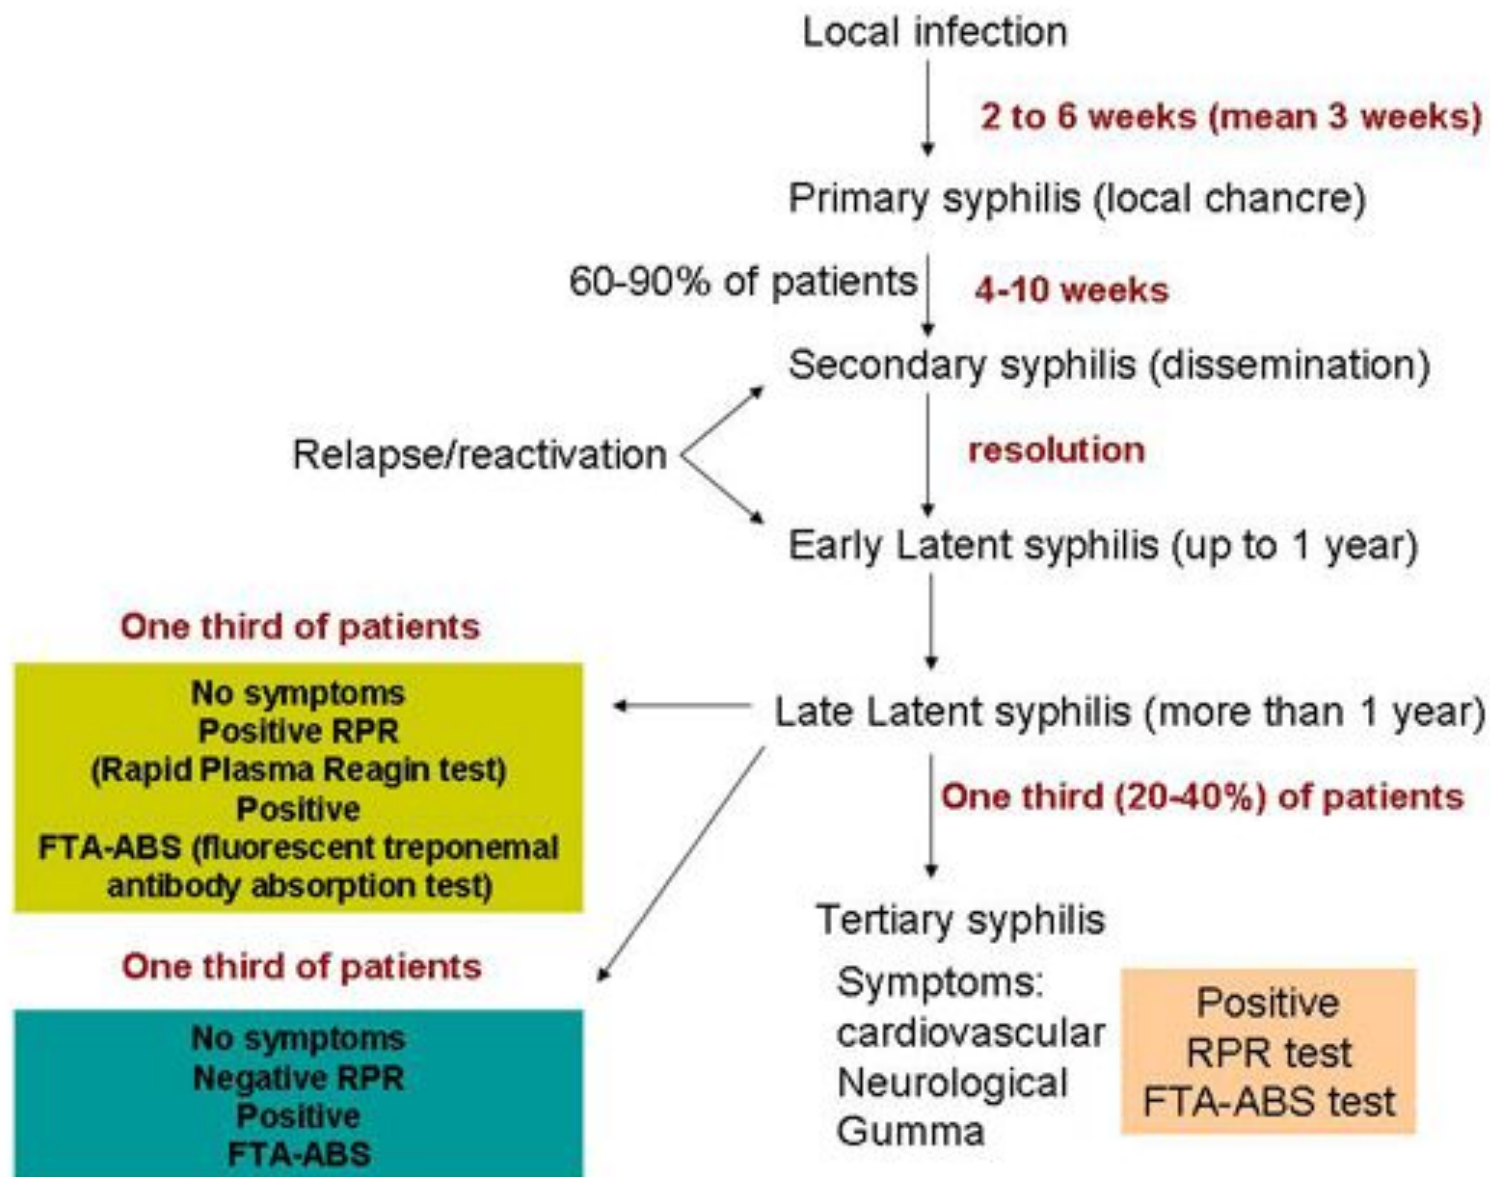 Local infection
2 to 6 weeks (mean 3 weeks)
Primary syphilis (local chancre)
60-90% of patients
4-10 weeks
Secondary syphilis (dissemination)
Relapse/reactivation
resolution
Early Latent syphilis (up to 1 year)
One third of patients
No symptoms
Positive RPR
(Rapid Plasma Reagin test)
Positive
FTA-ABS (fluorescent treponemal
antibody absorption test)
Late Latent syphilis (more than 1 year)
One third (20-40%) of patients
One third of patients
No symptoms
Negative RPR
Positive
FTA-ABS
Tertiary syphilis
Symptoms:
cardiovascular
Neurological
Gumma
Positive
RPR test
FTA-ABS test